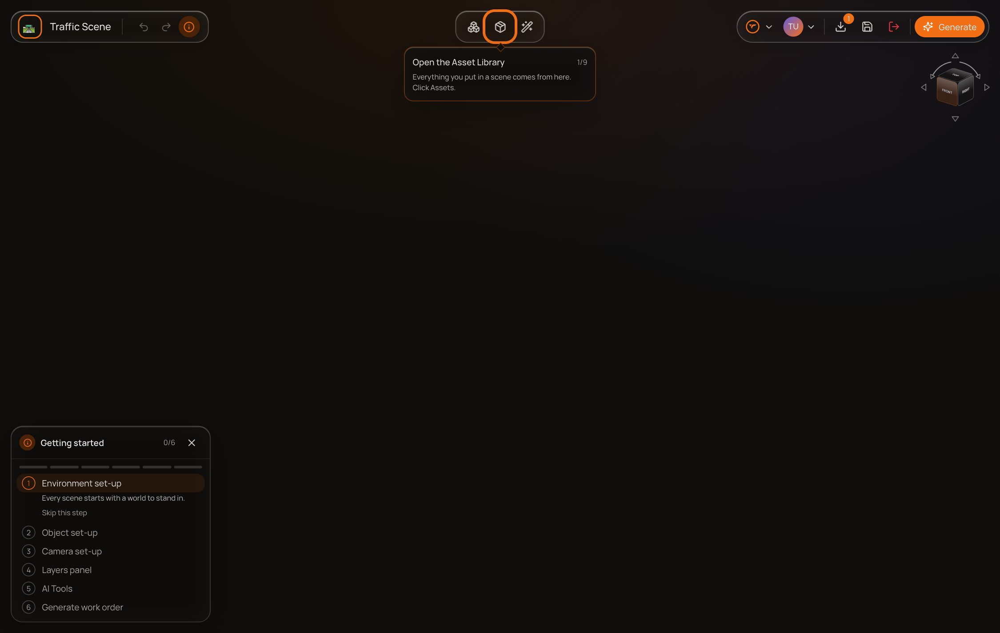 Traffic Scene
TU
1
Generate
Open the Asset Library
1/9
Everything you put in a scene comes from here.
Click Assets.
TOP
FRONT
RIGHT
Getting started
0/6
1
Environment set-up
Every scene starts with a world to stand in.
Skip this step
2
Object set-up
3
Camera set-up
4
Layers panel
5
AI Tools
6
Generate work order